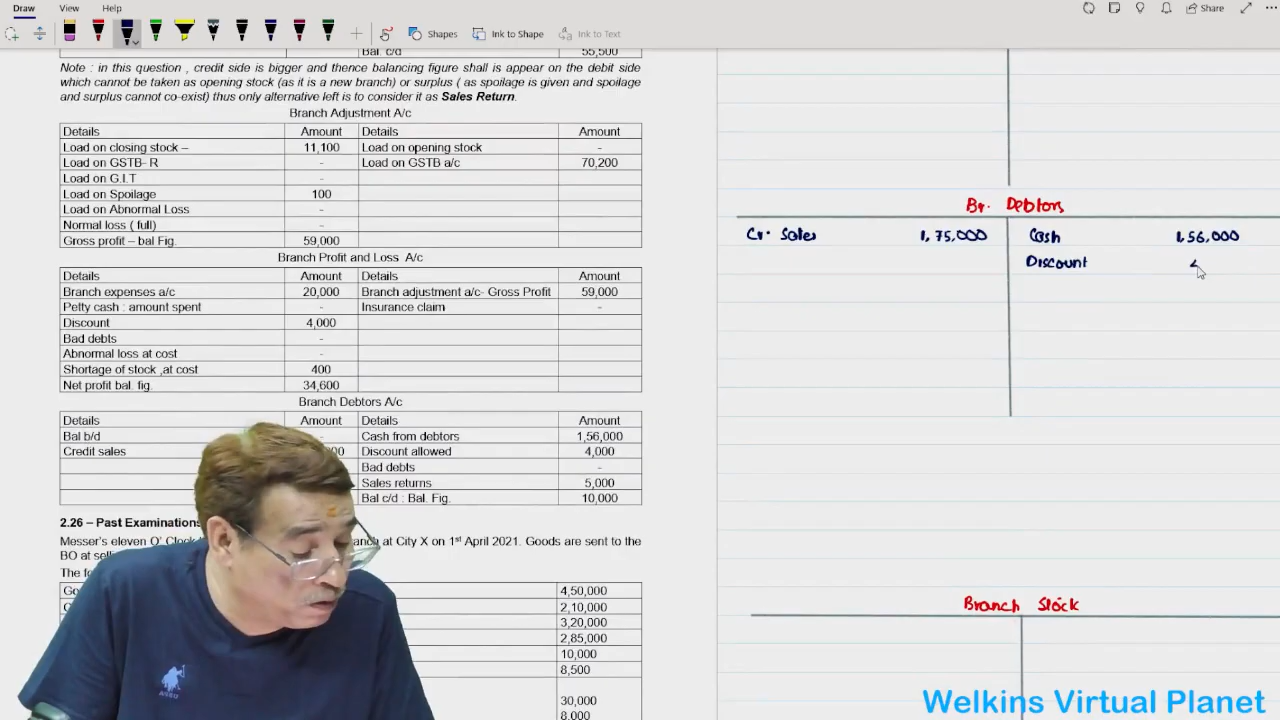 Draw View Help
Share
Shapes Ink to Shape Ink to Text
Bal. c/d 55,500
Note : in this question , credit side is bigger and thence balancing figure shall is appear on the debit side
which cannot be taken as opening stock (as it is a new branch) or surplus ( as spoilage is given and spoilage
and surplus cannot co-exist) thus only alternative left is to consider it as Sales Return.
Branch Adjustment A/c
Details Amount Details Amount
Load on closing stock – 11,100 Load on opening stock -
Load on GSTB- R - Load on GSTB a/c 70,200
Load on G.I.T -
Load on Spoilage 100
Load on Abnormal Loss -
Normal loss ( full) -
Gross profit – bal Fig. 59,000
Branch Profit and Loss A/c
Details Amount Details Amount
Branch expenses a/c 20,000 Branch adjustment a/c- Gross Profit 59,000
Petty cash : amount spent - Insurance claim -
Discount 4,000
Bad debts -
Abnormal loss at cost -
Shortage of stock ,at cost 400
Net profit bal. fig. 34,600
Branch Debtors A/c
Details Amount Details Amount
Bal b/d - Cash from debtors 1,56,000
Credit sales Discount allowed 4,000
Bad debts -
Sales returns 5,000
Bal c/d : Bal. Fig. 10,000
2.26 – Past Examinations
Messer's eleven O' Clock at City X on 1st April 2021. Goods are sent to the
BO at
The
4,50,000
2,10,000
3,20,000
2,85,000
10,000
8,500
30,000
8,000
Br. Debtors
Cr. Sales 1,75,000 Cash 1,56,000
Discount
Branch Stock
Welkins Virtual Planet